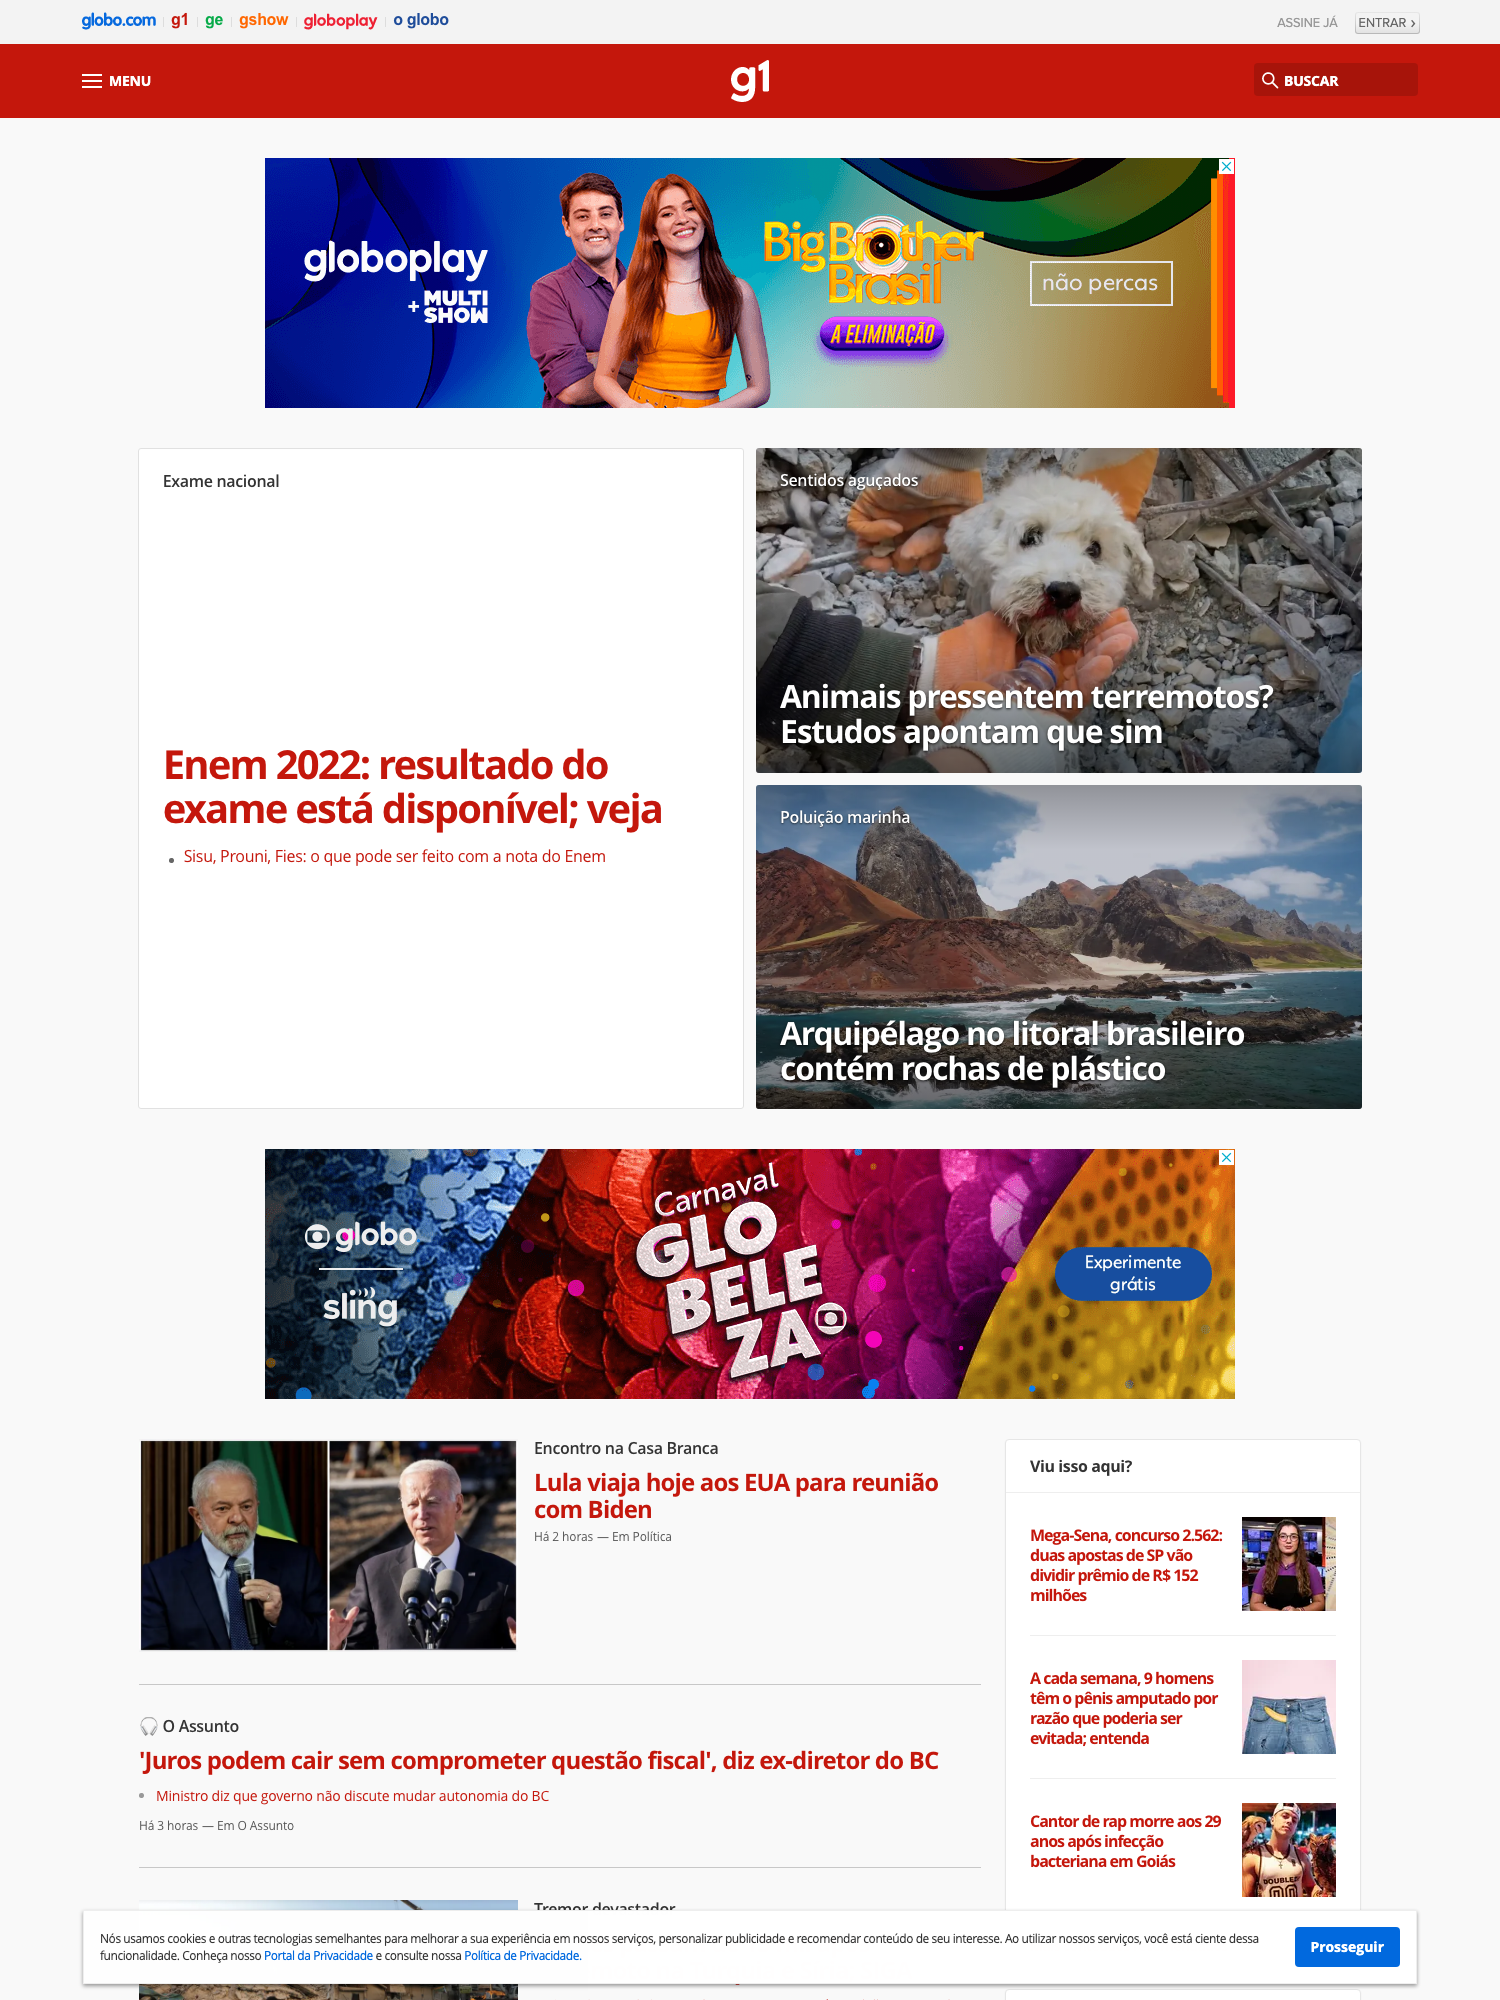 globo.com
g1
ge
gshow
globoplay
o globo
ASSINE JÁ
ENTRAR ›
MENU
g1
BUSCAR
globoplay
+ MULTI
SHOW
Big Brother
Brasil
A ELIMINAÇÃO
não percas
Exame nacional
Enem 2022: resultado do
exame está disponível; veja
Sisu, Prouni, Fies: o que pode ser feito com a nota do Enem
Sentidos aguçados
Animais pressentem terremotos?
Estudos apontam que sim
Poluição marinha
Arquipélago no litoral brasileiro
contém rochas de plástico
globo
sling
Carnaval
GLO
BELE
ZA
Experimente
grátis
Encontro na Casa Branca
Lula viaja hoje aos EUA para reunião
com Biden
Há 2 horas — Em Política
O Assunto
'Juros podem cair sem comprometer questão fiscal', diz ex-diretor do BC
Ministro diz que governo não discute mudar autonomia do BC
Há 3 horas — Em O Assunto
Tremor devastador
Viu isso aqui?
Mega-Sena, concurso 2.562:
duas apostas de SP vão
dividir prêmio de R$ 152
milhões
A cada semana, 9 homens
têm o pênis amputado por
razão que poderia ser
evitada; entenda
Cantor de rap morre aos 29
anos após infecção
bacteriana em Goiás
Nós usamos cookies e outras tecnologias semelhantes para melhorar a sua experiência em nossos serviços, personalizar publicidade e recomendar conteúdo de seu interesse. Ao utilizar nossos serviços, você está ciente dessa
funcionalidade. Conheça nosso Portal da Privacidade e consulte nossa Política de Privacidade.
Prosseguir